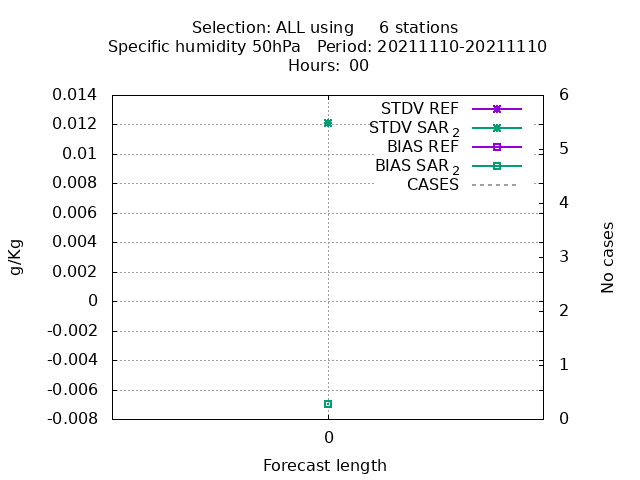 Selection: ALL using     6 stations
Specific humidity 50hPa   Period: 20211110-20211110
Hours: 00
0.014
0.012
0.01
0.008
0.006
0.004
0.002
0
-0.002
-0.004
-0.006
-0.008
g/Kg
STDV REF
STDV SAR 2
BIAS REF
BIAS SAR 2
CASES
6
5
4
3
2
1
0
No cases
0
Forecast length